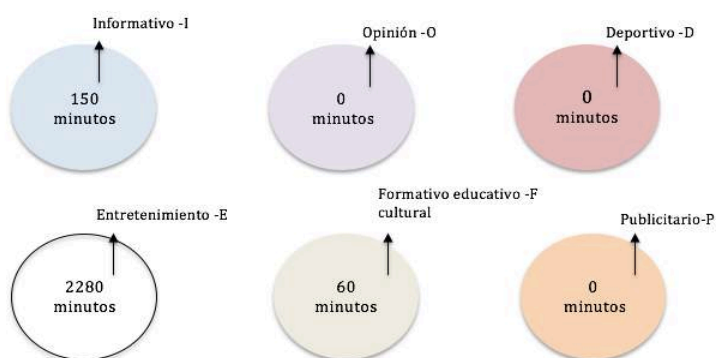 Informativo -I
Opinión -O
Deportivo -D
150
minutos
0
minutos
0
minutos
Entretenimiento -E
Formativo educativo -F
cultural
Publicitario-P
2280
minutos
60
minutos
0
minutos